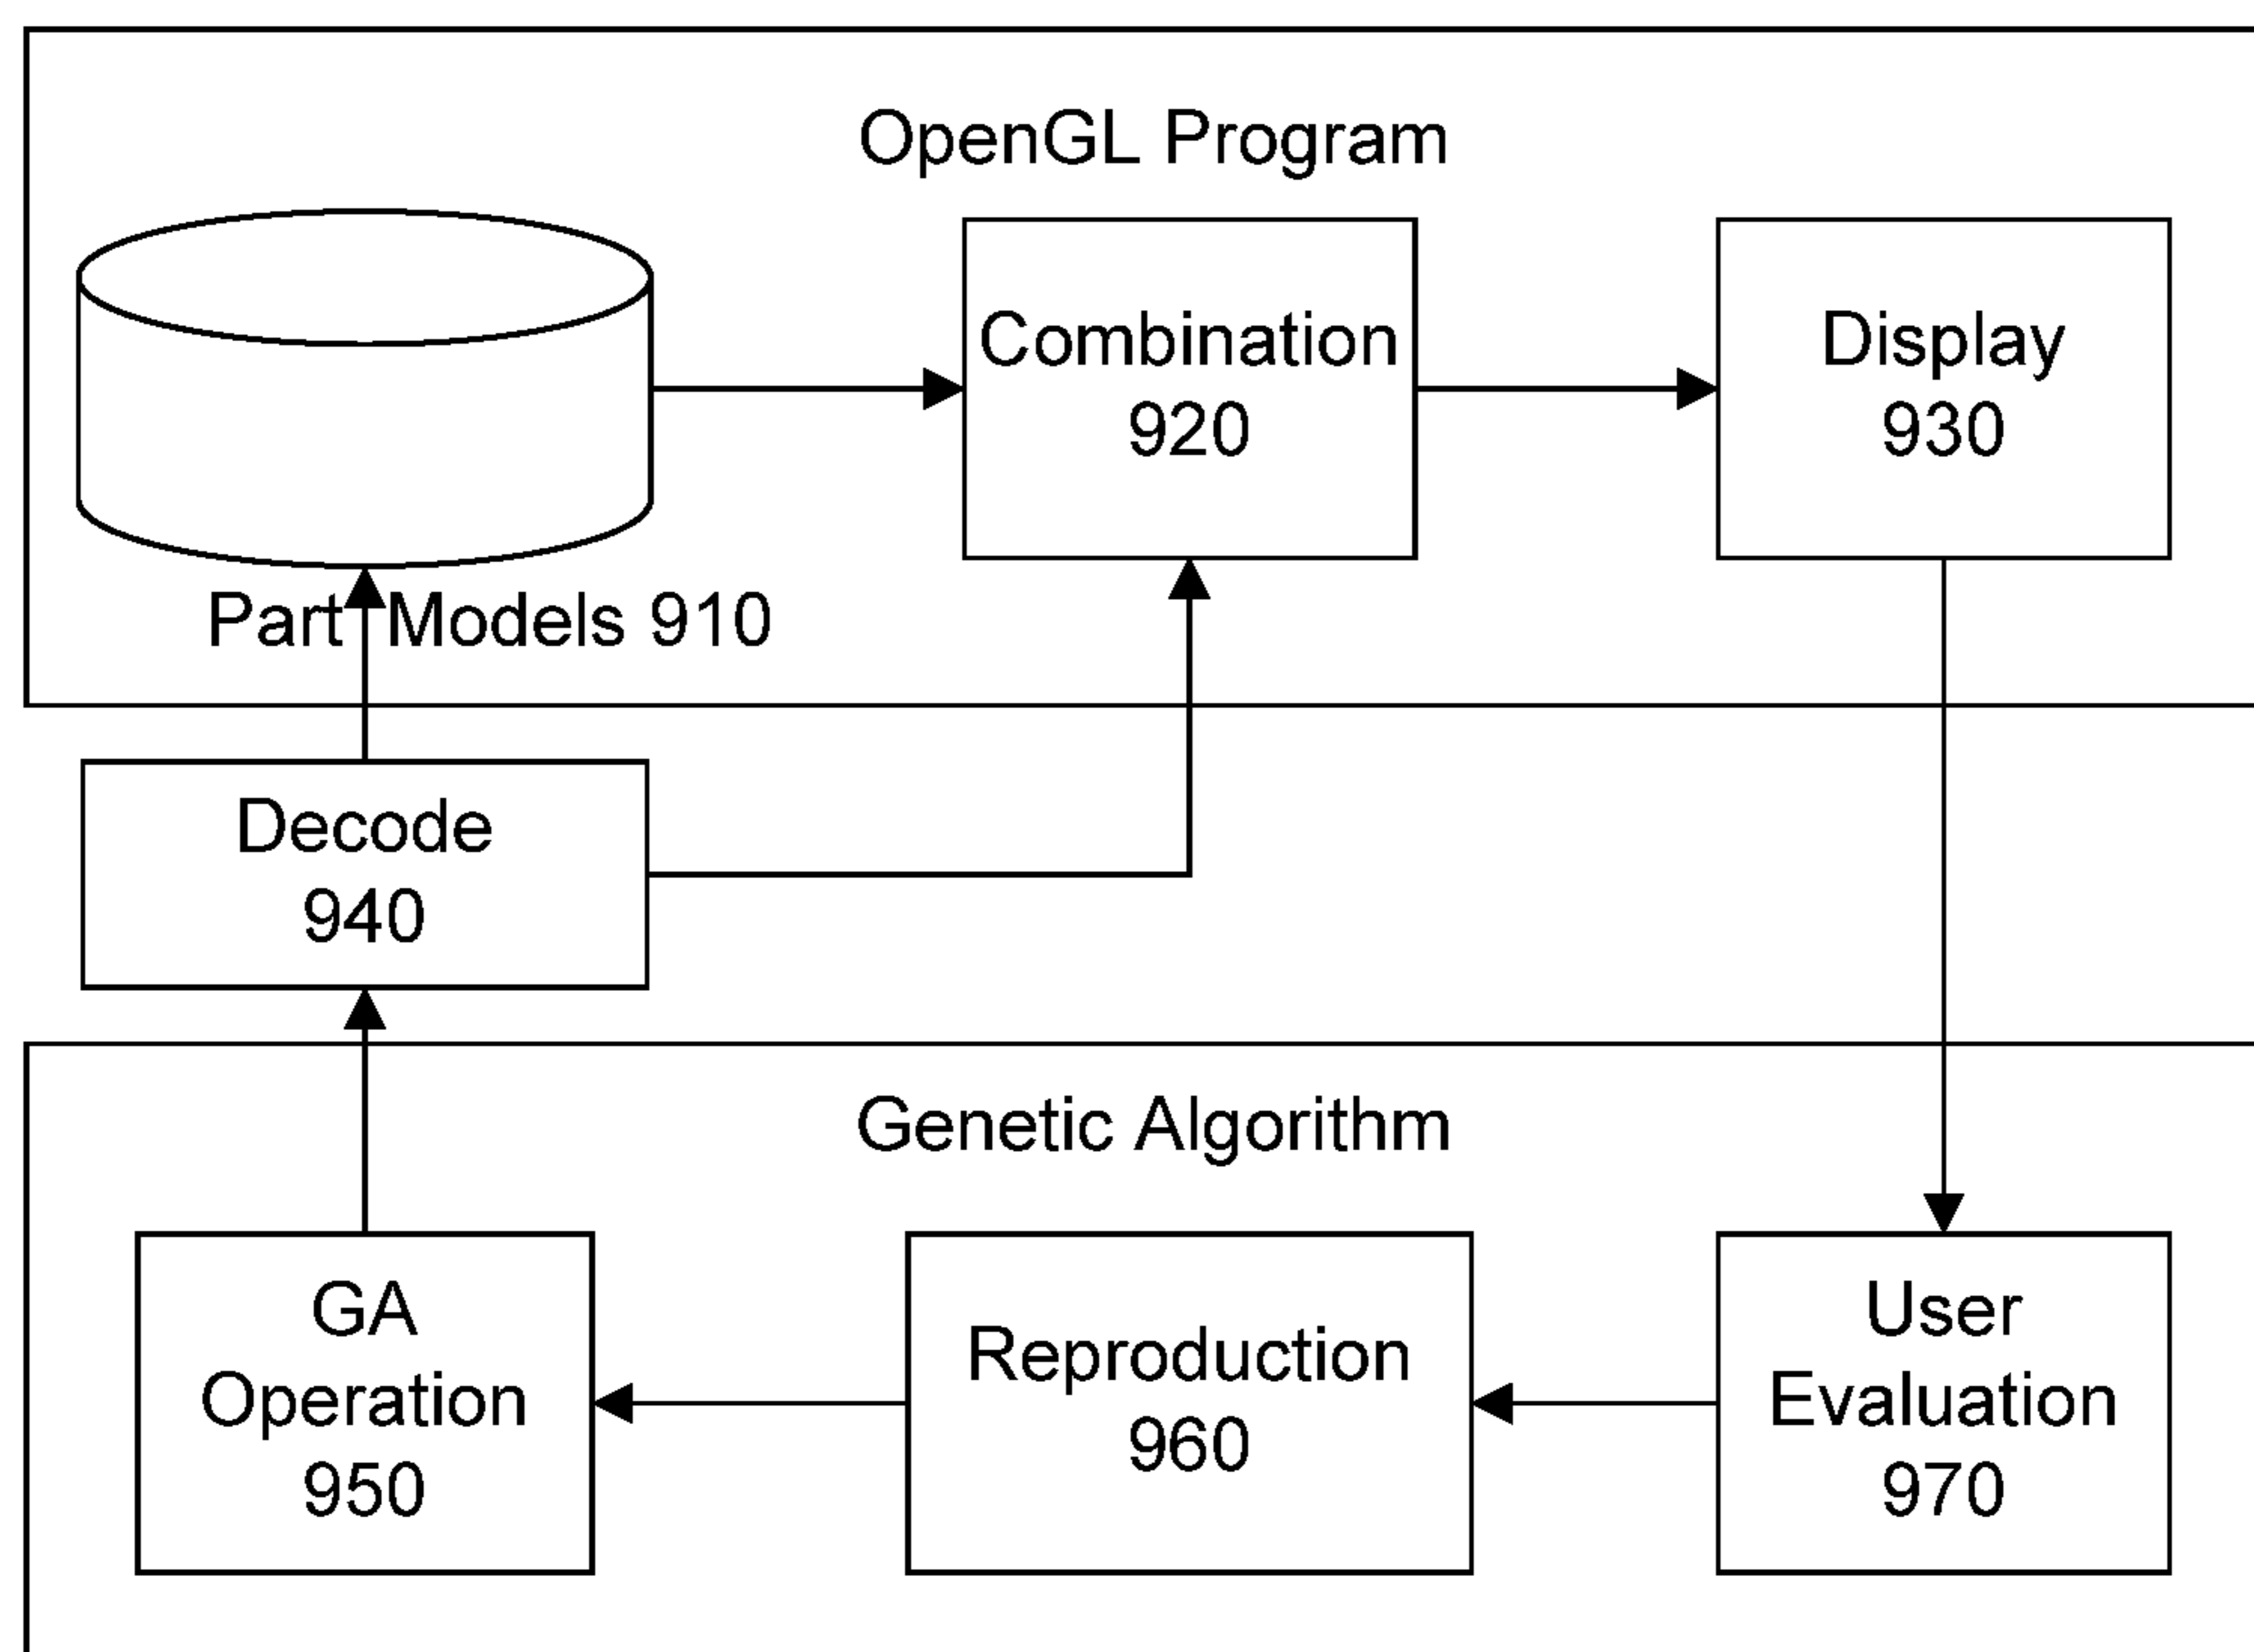 OpenGL Program
Combination
920
Display
930
Part Models 910
Decode
940
Genetic Algorithm
GA
Operation
950
Reproduction
960
User
Evaluation
970